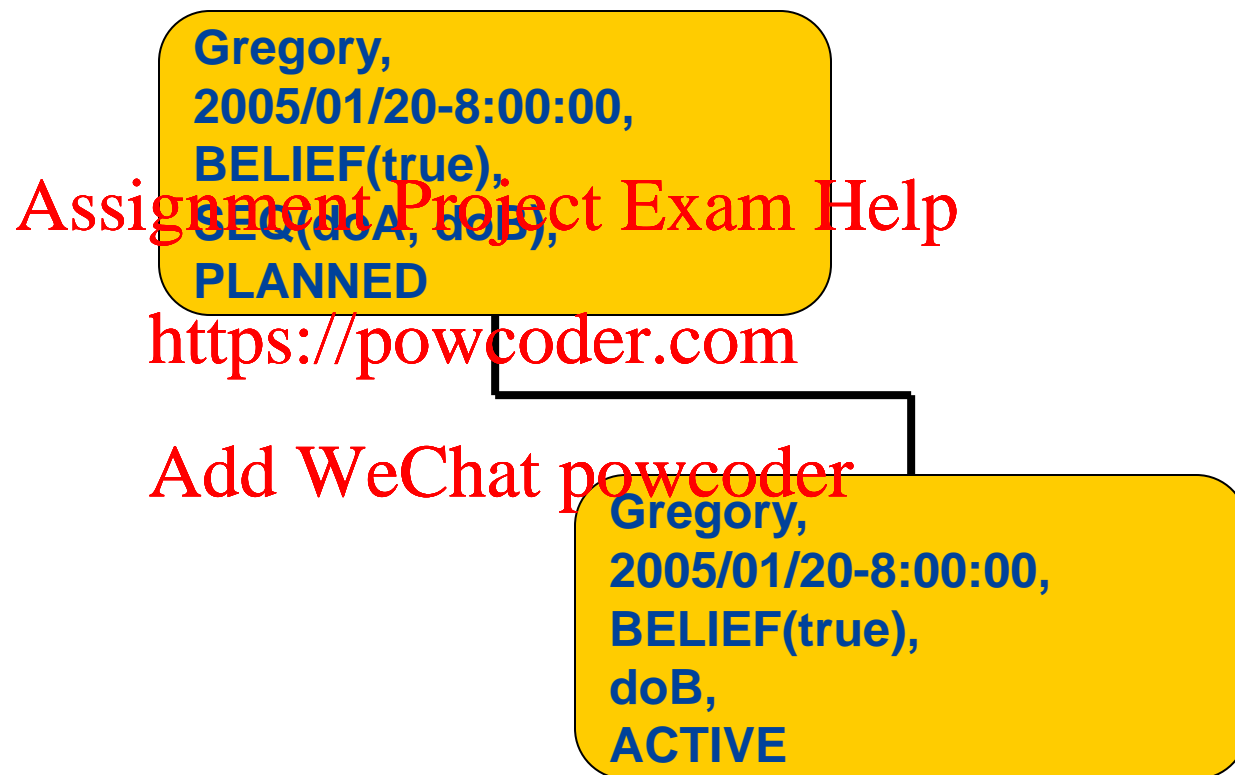 Gregory,
2005/01/20-8:00:00,
BELIEF(true),
Assignment Project Exam Help
SEQ(doA, doB),
PLANNED
https://powcoder.com
Add WeChat powcoder
Gregory,
2005/01/20-8:00:00,
BELIEF(true),
doB,
ACTIVE